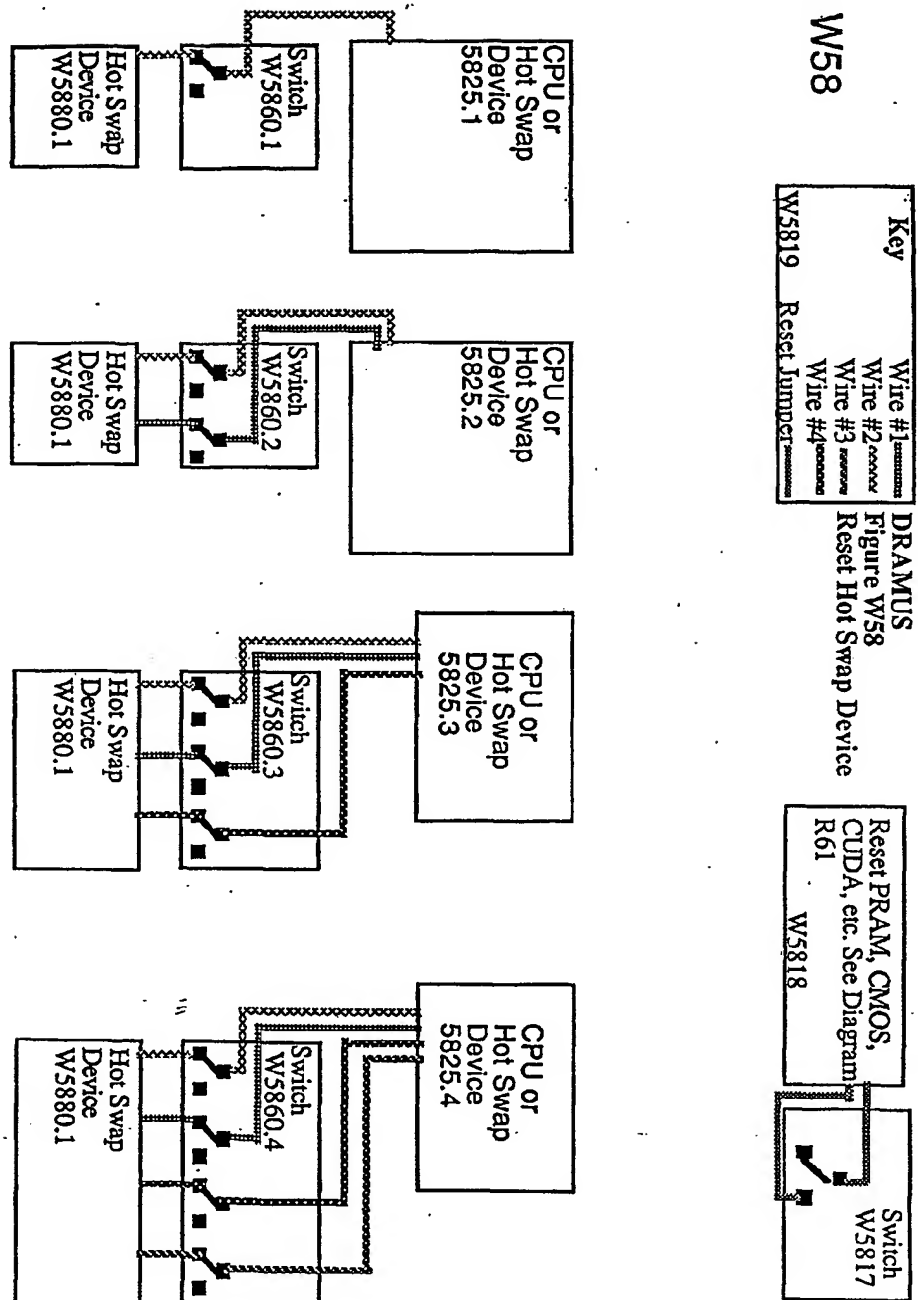 W58
Key
Wire #1
Wire #2
Wire #3
Wire #4
W5819 Reset Jumper
DRAMUS
Figure W58
Reset Hot Swap Device
Reset PRAM, CMOS,
CUDA, etc. See Diagram
R61
W5818
Switch
W5817
CPU or
Hot Swap
Device
5825.1
Switch
W5860.1
Hot Swap
Device
W5880.1
CPU or
Hot Swap
Device
5825.2
Switch
W5860.2
Hot Swap
Device
W5880.1
CPU or
Hot Swap
Device
5825.3
Switch
W5860.3
Hot Swap
Device
W5880.1
CPU or
Hot Swap
Device
5825.4
Switch
W5860.4
Hot Swap
Device
W5880.1